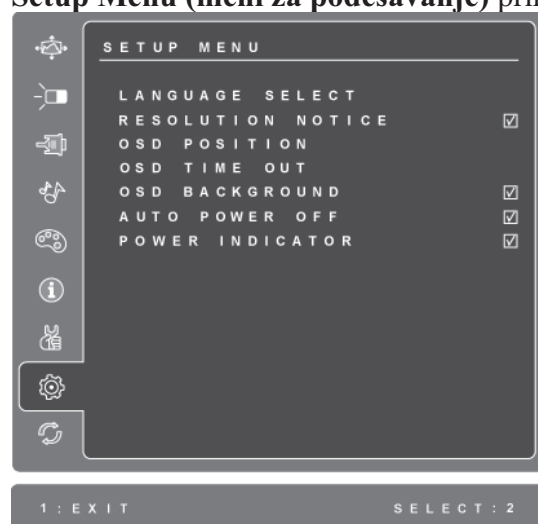 Setup Menu (meni za podešavanje)
SETUP MENU
LANGUAGE SELECT
RESOLUTION NOTICE
OSD POSITION
OSD TIME OUT
OSD BACKGROUND
AUTO POWER OFF
POWER INDICATOR
1 : EXIT SELECT : 2